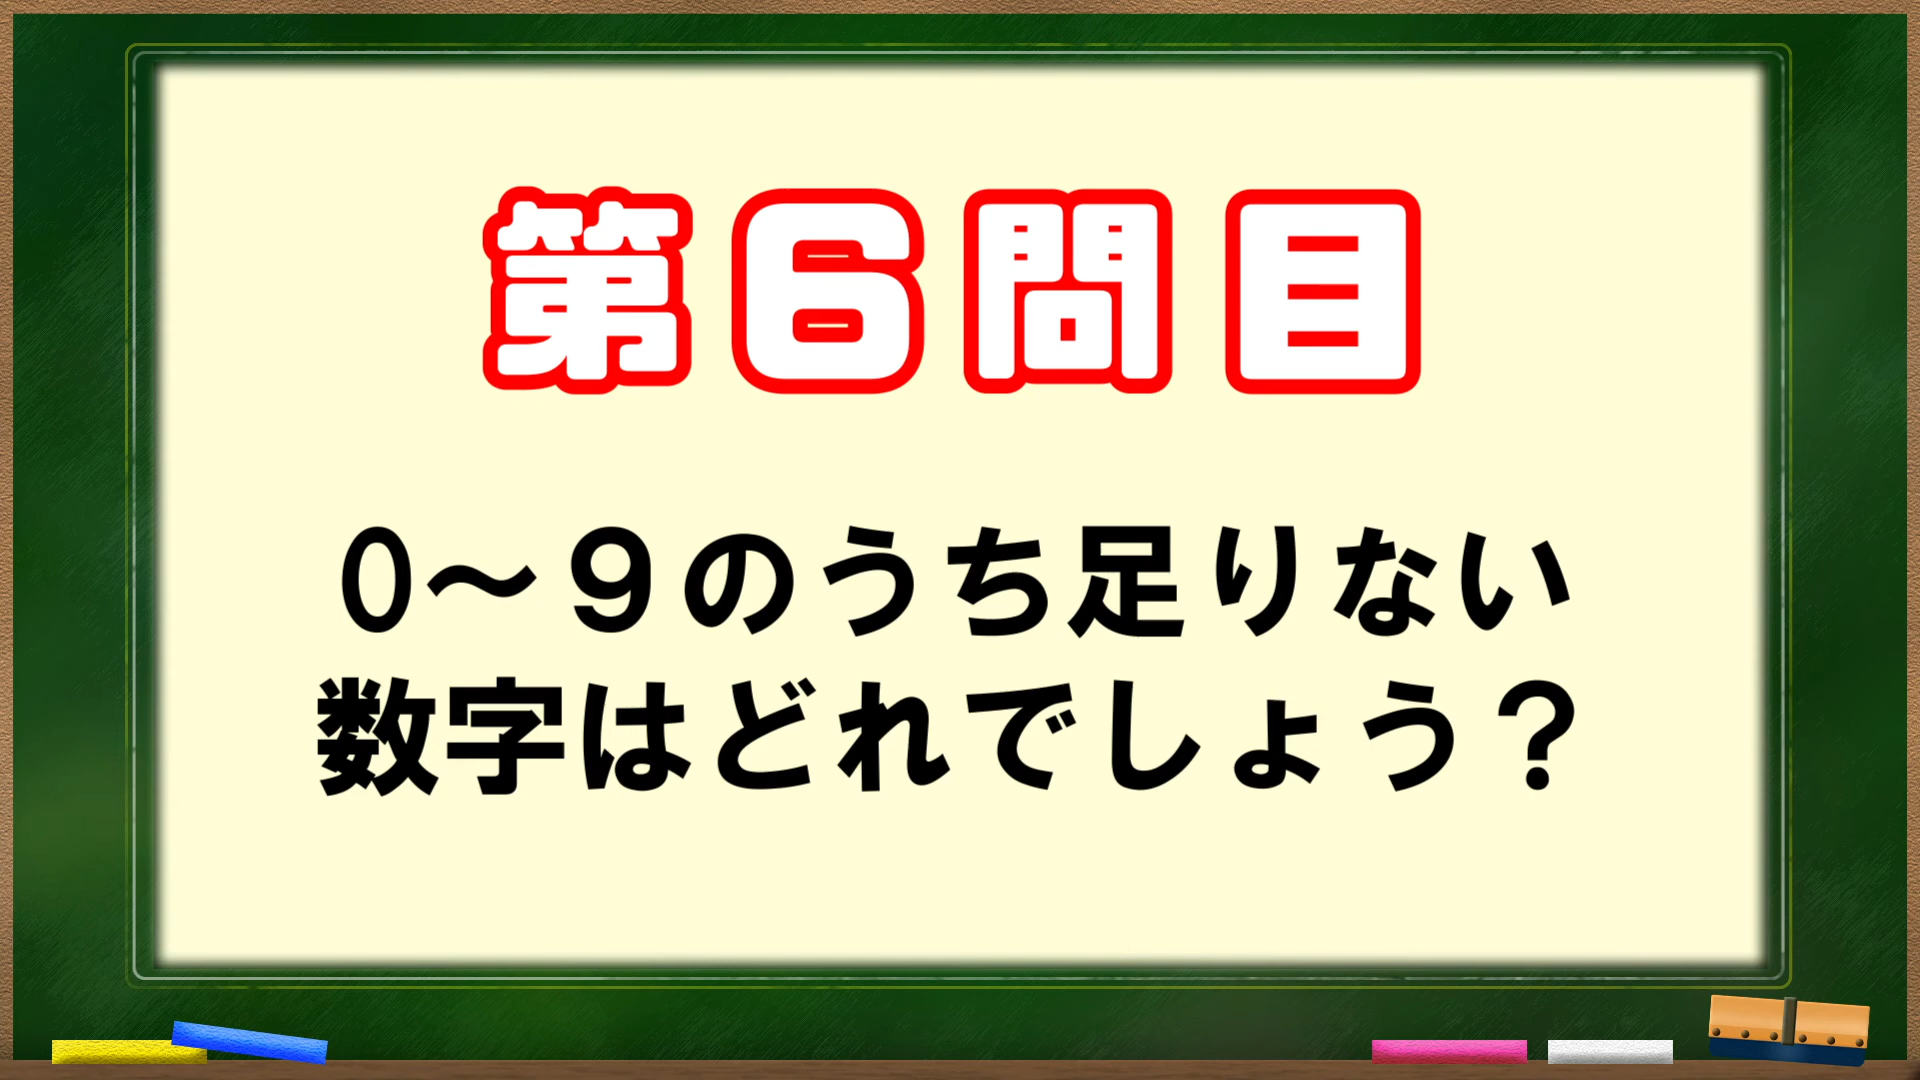 第６問目
0～９のうち足りない
数字はどれでしょう？